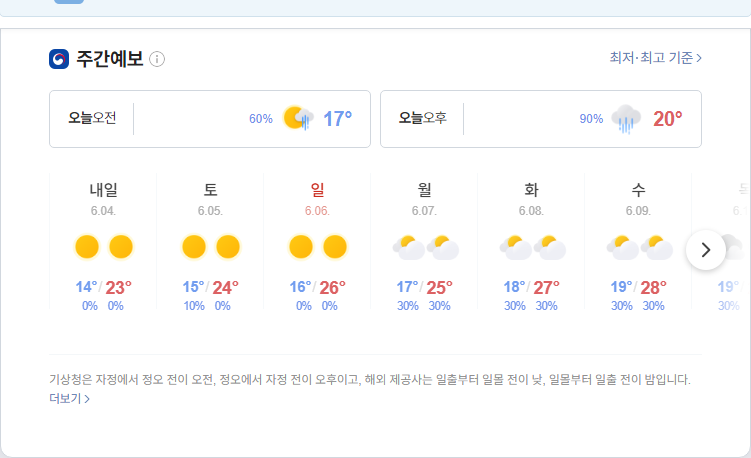 주간예보
최저·최고 기준
오늘오전 60% 17°
오늘오후 90% 20°
내일 토 일 월 화 수
6.04. 6.05. 6.06. 6.07. 6.08. 6.09.
14°/23° 15°/24° 16°/26° 17°/25° 18°/27° 19°/28° 19°
0% 0% 10% 0% 0% 0% 30% 30% 30% 30% 30% 30% 30%
기상청은 자정에서 정오 전이 오전, 정오에서 자정 전이 오후이고, 해외 제공사는 일출부터 일몰 전이 낮, 일몰부터 일출 전이 밤입니다.
더보기